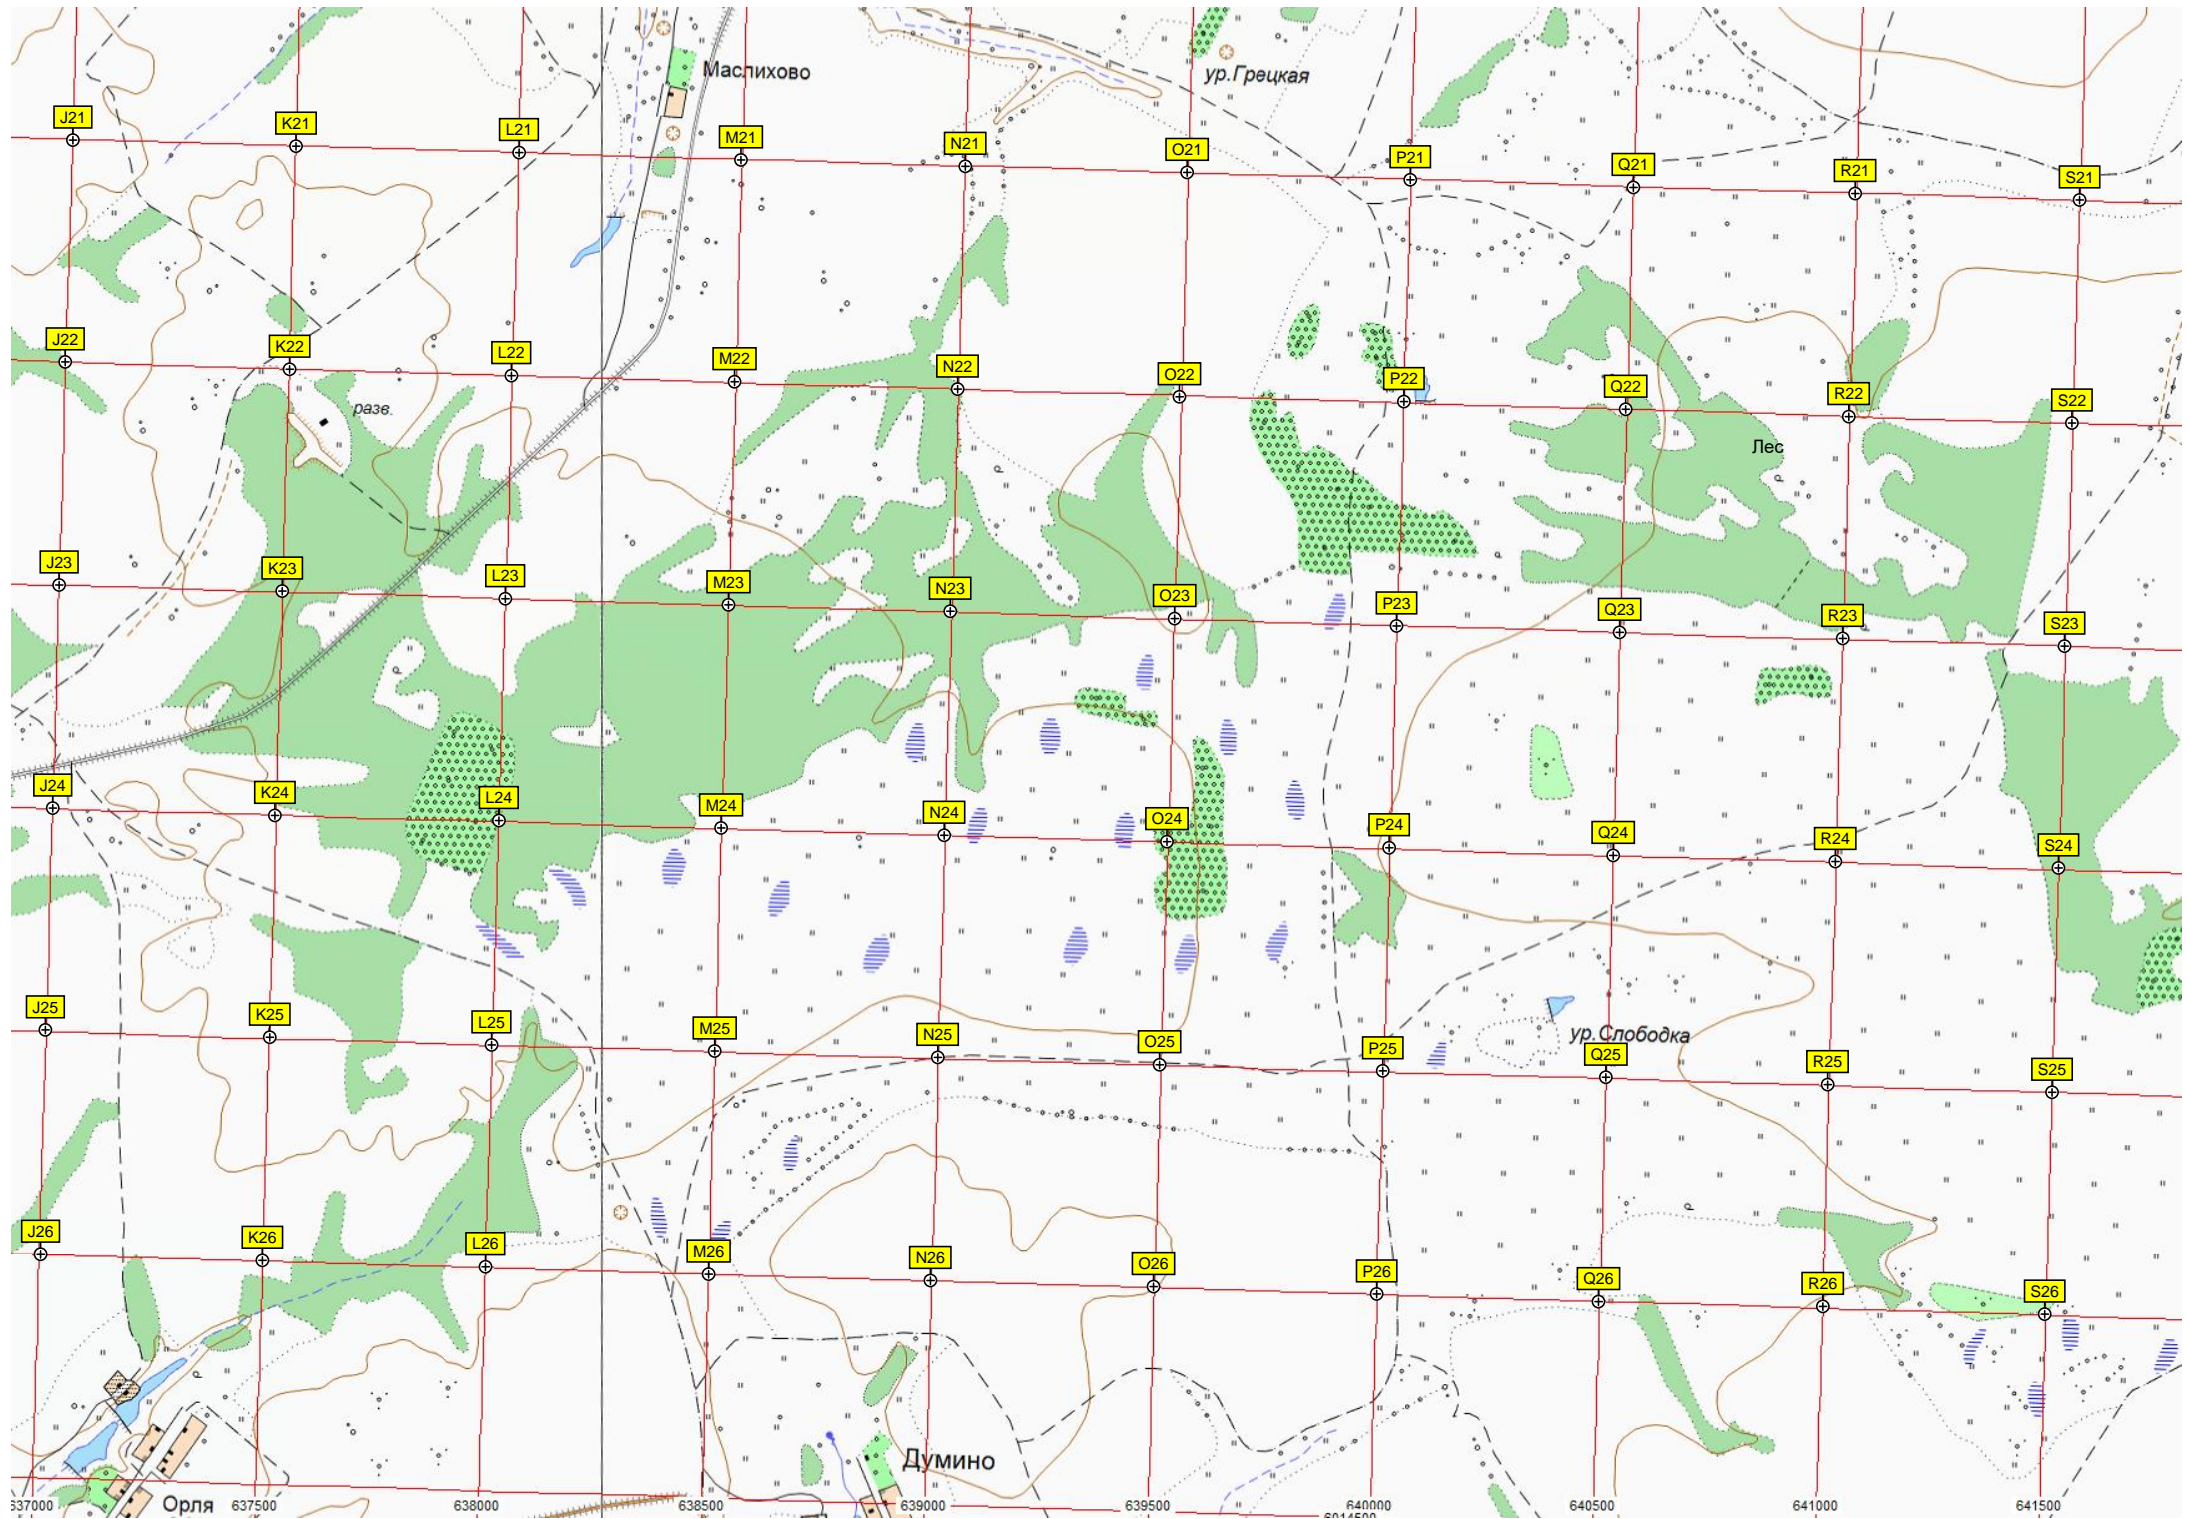 Маслихово
ур.Грецкая
J21 K21 L21 M21 N21 O21 P21 Q21 R21 S21
J22 K22 L22 M22 N22 O22 P22 Q22 R22 S22
разв.
Лес
J23 K23 L23 M23 N23 O23 P23 Q23 R23 S23
J24 K24 L24 M24 N24 O24 P24 Q24 R24 S24
ур.Слободка
J25 K25 L25 M25 N25 O25 P25 Q25 R25 S25
J26 K26 L26 M26 N26 O26 P26 Q26 R26 S26
Думино
Орля
637000 637500 638000 638500 639000 639500 640000 640500 641000 641500